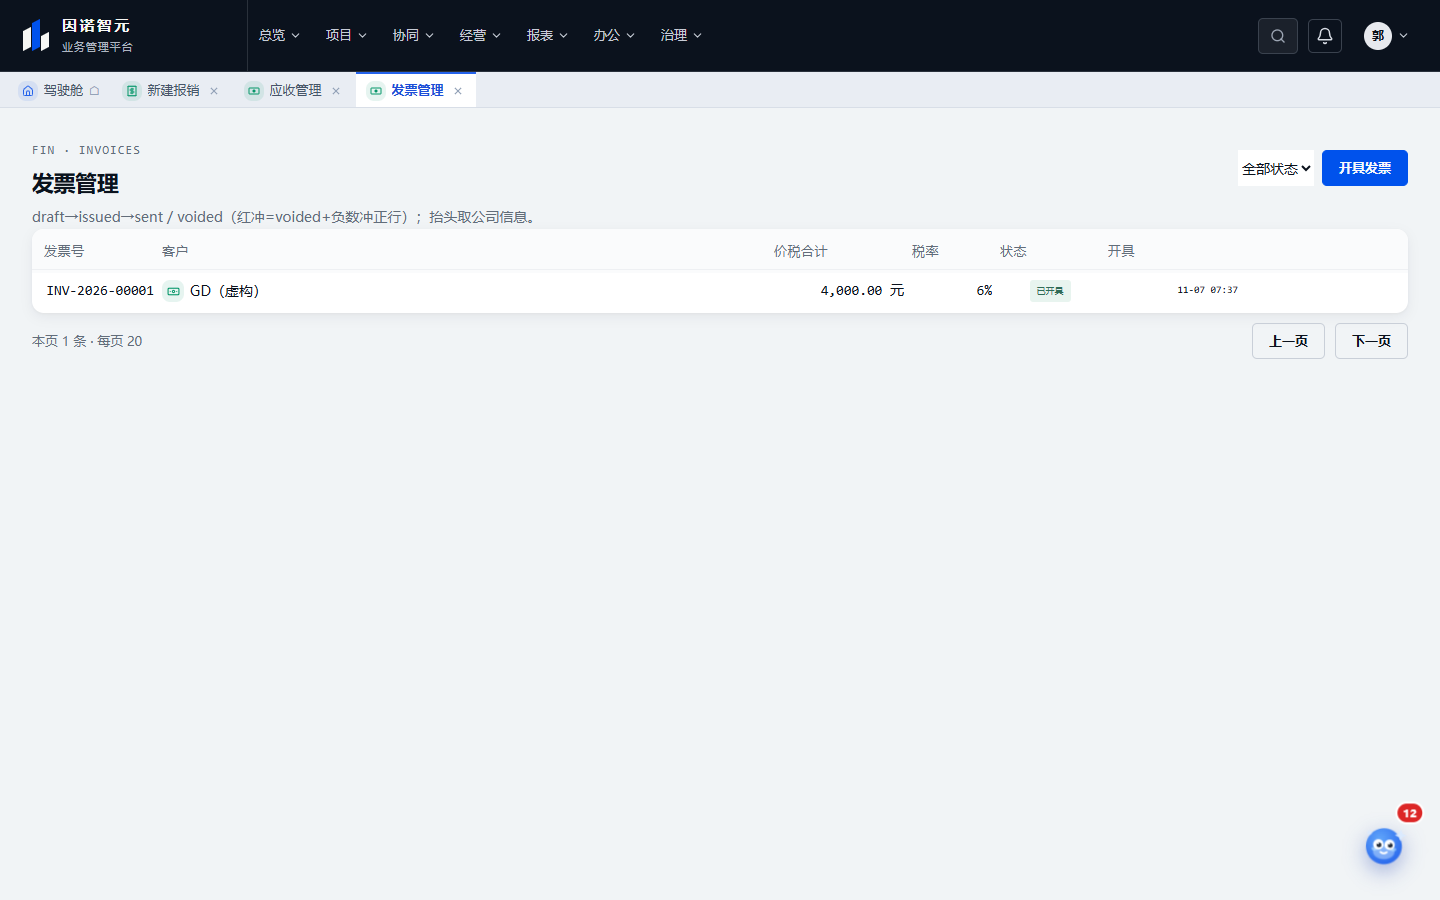 因诺智元
业务管理平台
总览 项目 协同 经营 报表 办公 治理
郭
驾驶舱 新建报销 应收管理 发票管理
FIN · INVOICES
发票管理
全部状态 开具发票
draft→issued→sent / voided（红冲=voided+负数冲正行）；抬头取公司信息。
发票号 客户 价税合计 税率 状态 开具
INV-2026-00001 GD（虚构） 4,000.00 元 6% 已开具 11-07 07:37
本页 1 条 · 每页 20 上一页 下一页
12